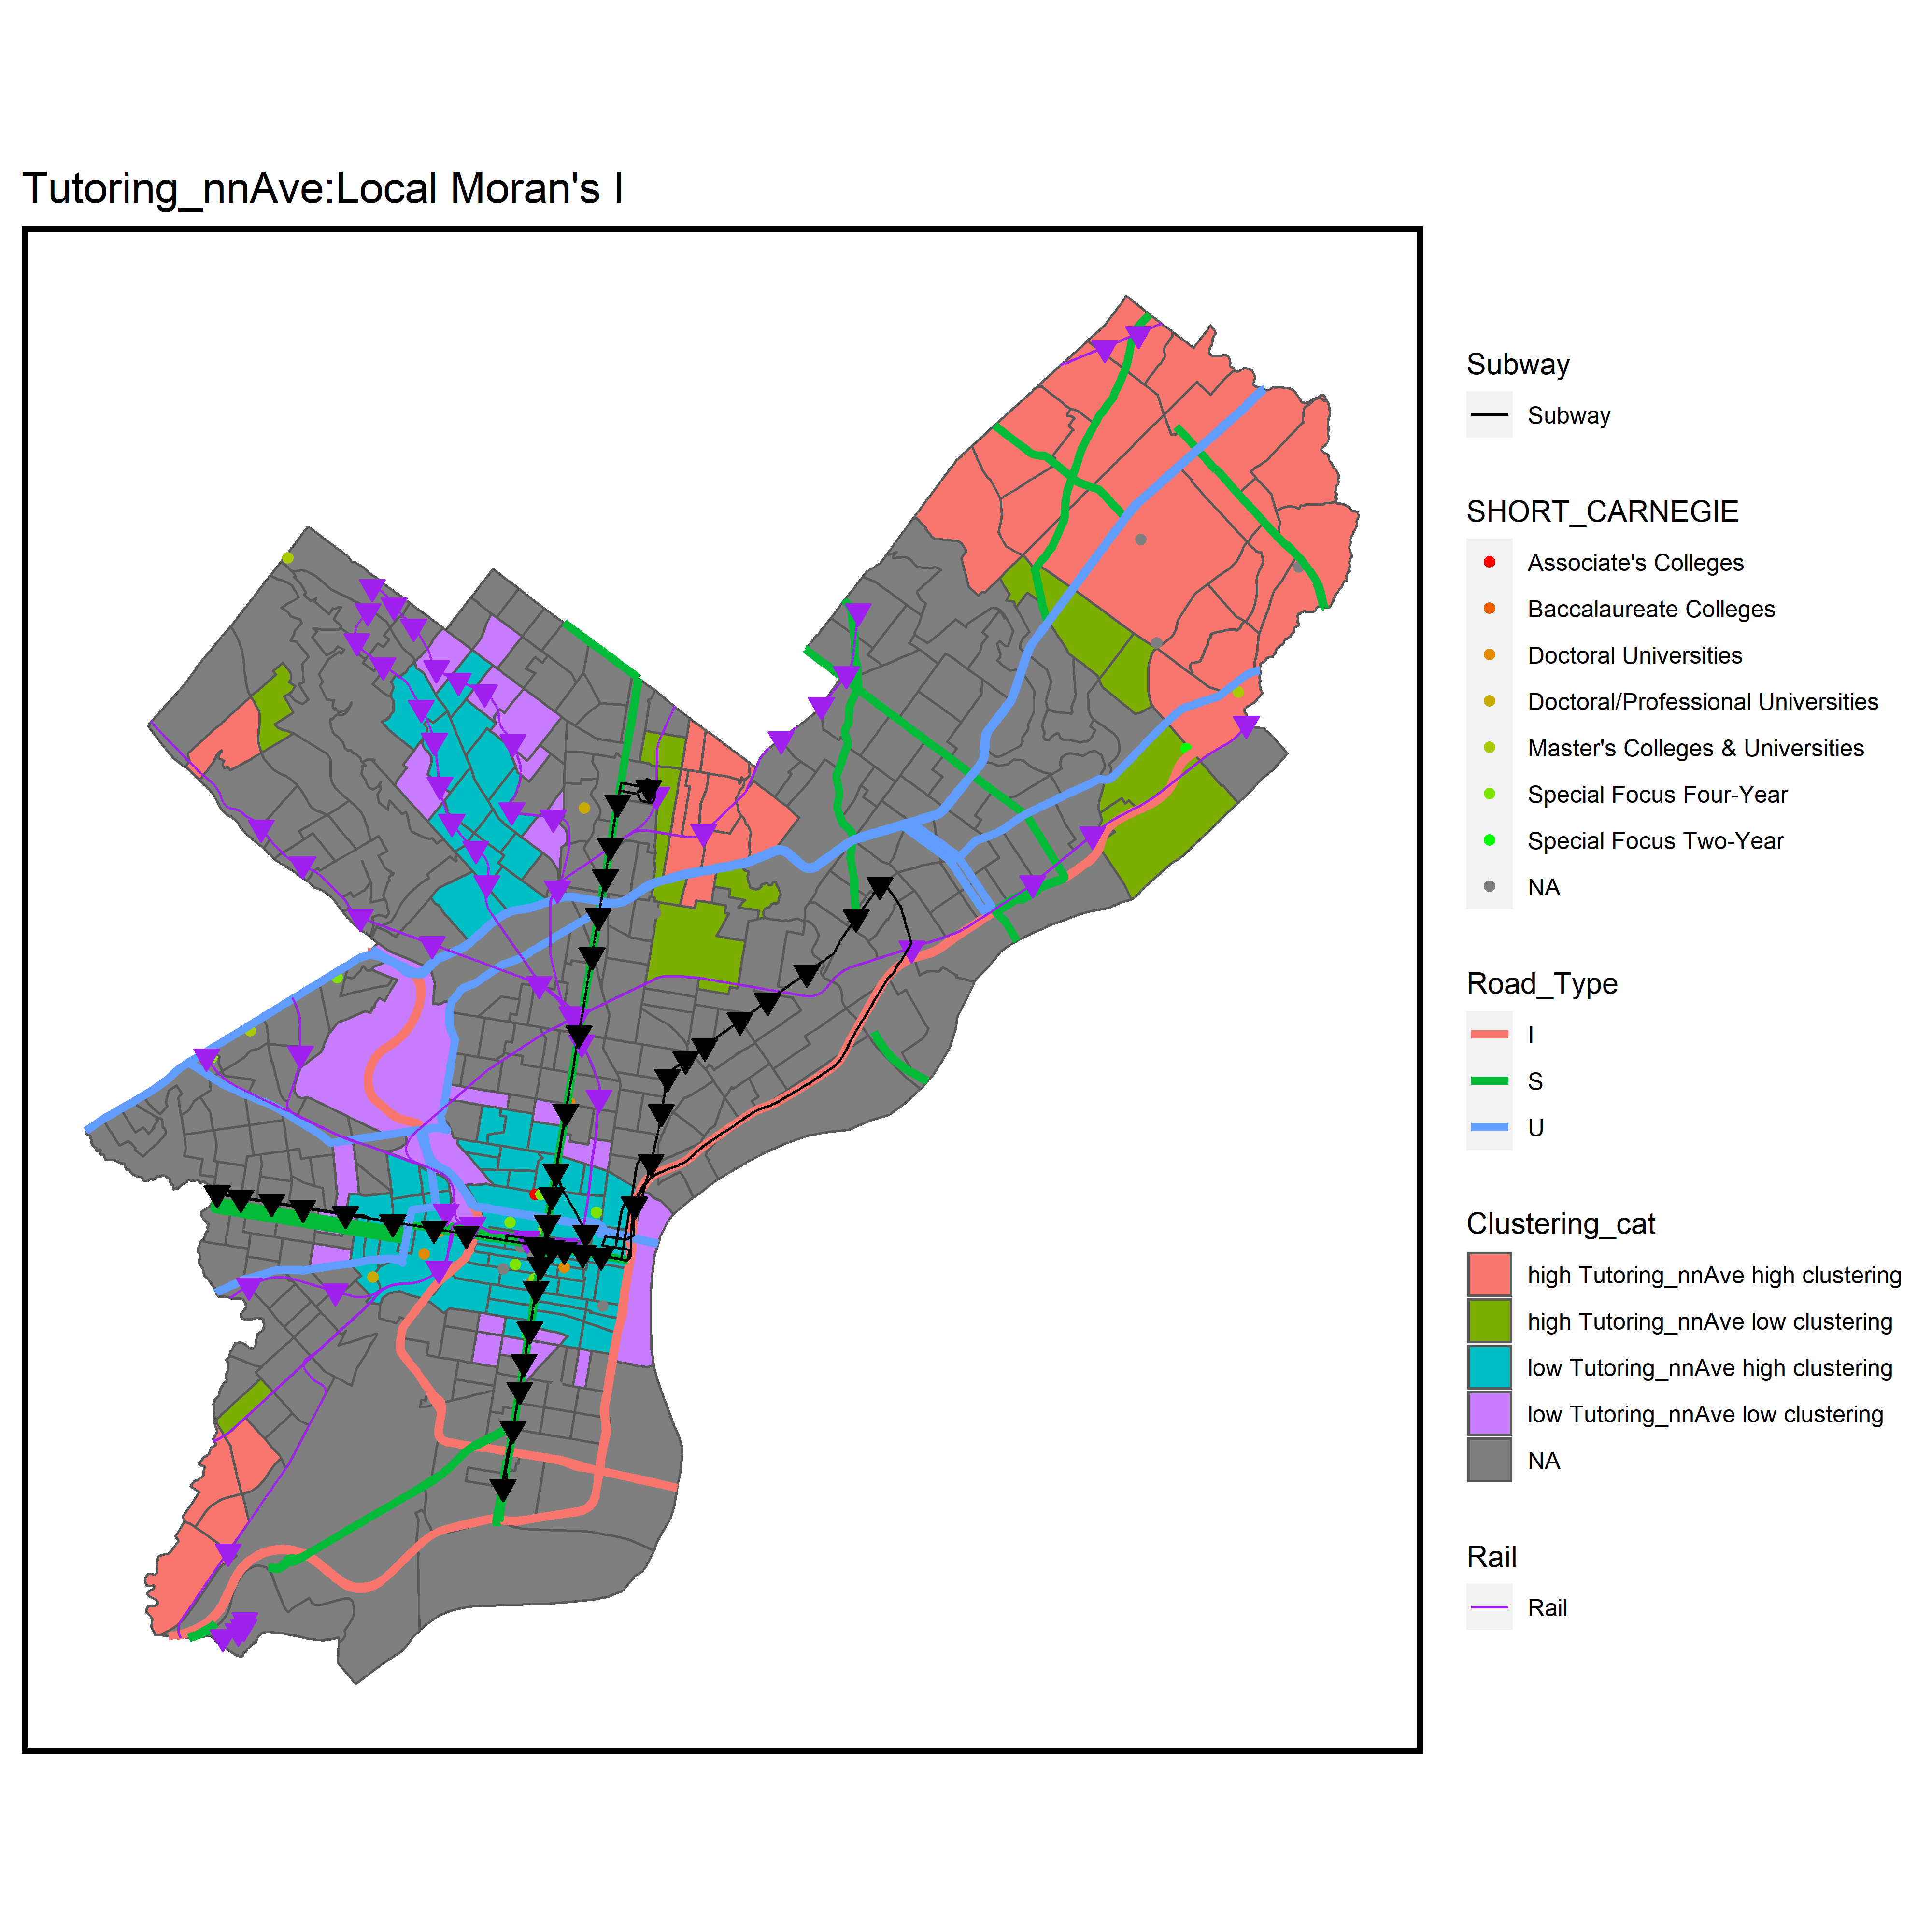 Tutoring_nnAve:Local Moran's I
Subway
Subway
SHORT_CARNEGIE
Associate's Colleges
Baccalaureate Colleges
Doctoral Universities
Doctoral/Professional Universities
Master's Colleges & Universities
Special Focus Four-Year
Special Focus Two-Year
NA
Road_Type
I
S
U
Clustering_cat
high Tutoring_nnAve high clustering
high Tutoring_nnAve low clustering
low Tutoring_nnAve high clustering
low Tutoring_nnAve low clustering
NA
Rail
Rail